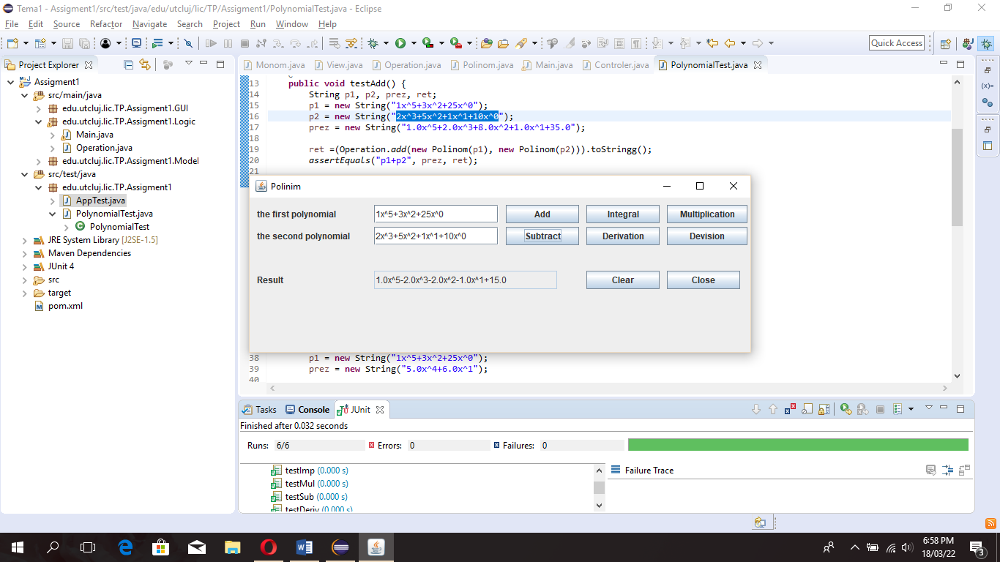 Tema1 - Assigment1/src/test/java/edu/utcluj/lic/TP/Assigment1/PolynomialTest.java - Eclipse
File Edit Source Refactor Navigate Search Project Run Window Help
Quick Access
Project Explorer
Assigment1
src/main/java
edu.utcluj.lic.TP.Assigment1.GUI
edu.utcluj.lic.TP.Assigment1.Logic
Main.java
Operation.java
edu.utcluj.lic.TP.Assigment1.Model
src/test/java
edu.utcluj.lic.TP.Assigment1
AppTest.java
PolynomialTest.java
PolynomialTest
JRE System Library [J2SE-1.5]
Maven Dependencies
JUnit 4
src
target
pom.xml
Monom.java View.java Operation.java Polinom.java Main.java Controler.java PolynomialTest.java
13 public void testAdd() {
14 String p1, p2, prez, ret;
15 p1 = new String("1x^5+3x^2+25x^0");
16 p2 = new String("2x^3+5x^2+1x^1+10x^0");
17 prez = new String("1.0x^5+2.0x^3+8.0x^2+1.0x^1+35.0");
18
19 ret =(Operation.add(new Polinom(p1), new Polinom(p2))).toStringg();
20 assertEquals("p1+p2", prez, ret);
21
Polinim
the first polynomial 1x^5+3x^2+25x^0 Add Integral Multiplication
the second polynomial 2x^3+5x^2+1x^1+10x^0 Subtract Derivation Devision
Result 1.0x^5-2.0x^3-2.0x^2-1.0x^1+15.0 Clear Close
38 p1 = new String("1x^5+3x^2+25x^0");
39 prez = new String("5.0x^4+6.0x^1");
40
Tasks Console JUnit
Finished after 0.032 seconds
Runs: 6/6 Errors: 0 Failures: 0
testImp (0.000 s)
testMul (0.000 s)
testSub (0.000 s)
testDeriv (0.000 s)
Failure Trace
6:58 PM
18/03/22
3